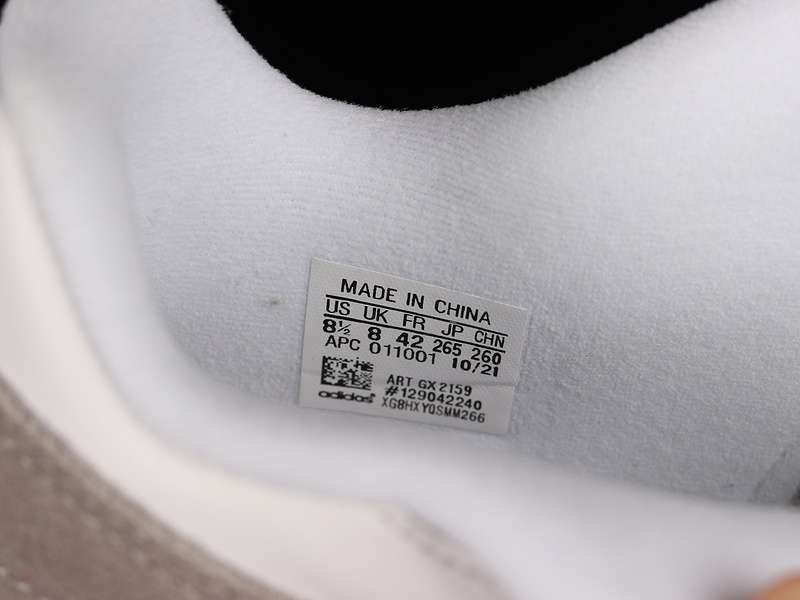 MADE IN CHINA
US UK FR JP CHN
8½ 8 42 265 260
APC 011001 10/21
ART GX2159
#129042240
adidas XG8HXYQSMM266